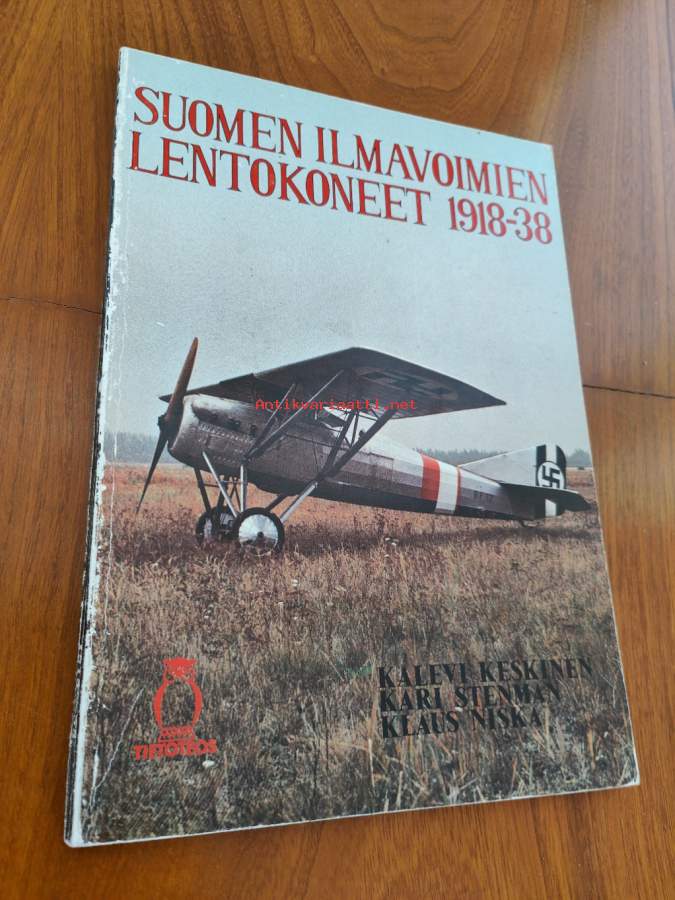 SUOMEN ILMAVOIMIEN
LENTOKONEET 1918-38
Antikvariaatti.net
KALEVI KESKINEN
KARI STENMAN
KLAUS NISKA
TIETOTEOS